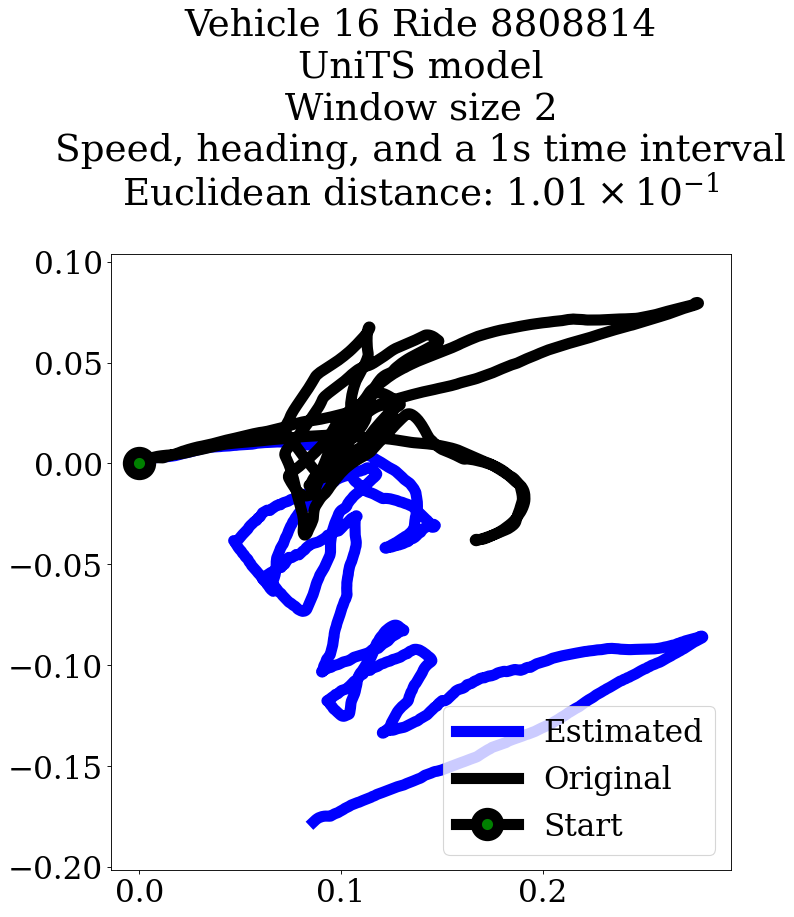 Vehicle 16 Ride 8808814
UniTS model
Window size 2
Speed, heading, and a 1s time interval
Euclidean distance: 1.01 × 10⁻¹
0.10
0.05
0.00
−0.05
−0.10
−0.15
−0.20
Estimated
Original
Start
0.0 0.1 0.2